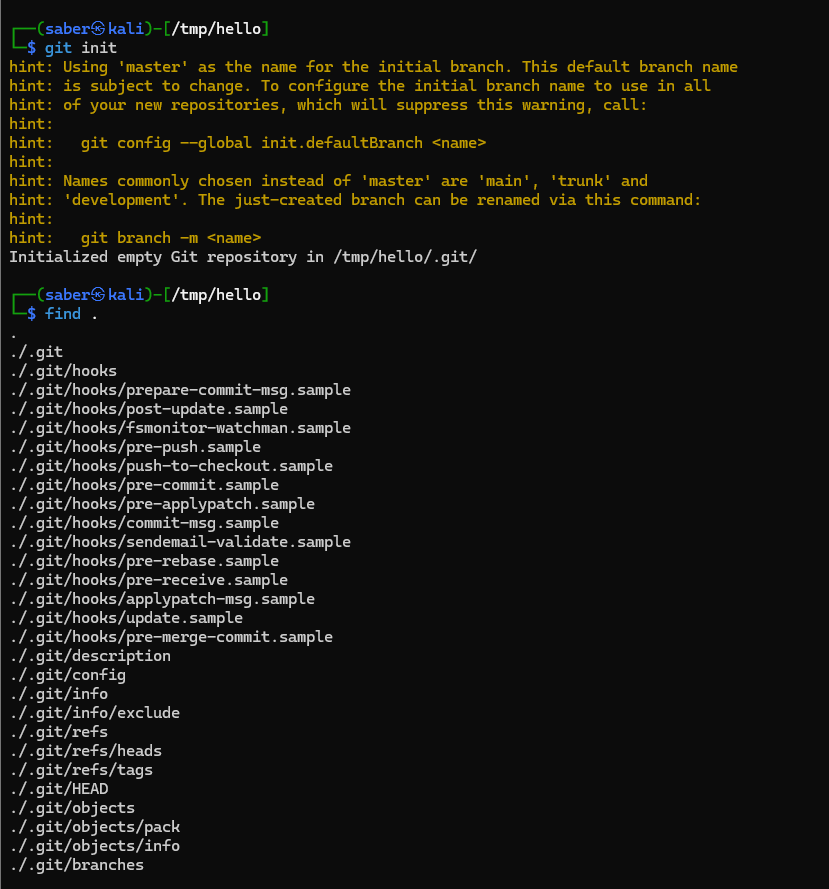 ┌──(saber㉿kali)-[/tmp/hello]
└─$ git init
hint: Using 'master' as the name for the initial branch. This default branch name
hint: is subject to change. To configure the initial branch name to use in all
hint: of your new repositories, which will suppress this warning, call:
hint:
hint:   git config --global init.defaultBranch <name>
hint:
hint: Names commonly chosen instead of 'master' are 'main', 'trunk' and
hint: 'development'. The just-created branch can be renamed via this command:
hint:
hint:   git branch -m <name>
Initialized empty Git repository in /tmp/hello/.git/
┌──(saber㉿kali)-[/tmp/hello]
└─$ find .
.
./.git
./.git/hooks
./.git/hooks/prepare-commit-msg.sample
./.git/hooks/post-update.sample
./.git/hooks/fsmonitor-watchman.sample
./.git/hooks/pre-push.sample
./.git/hooks/push-to-checkout.sample
./.git/hooks/pre-commit.sample
./.git/hooks/pre-applypatch.sample
./.git/hooks/commit-msg.sample
./.git/hooks/sendemail-validate.sample
./.git/hooks/pre-rebase.sample
./.git/hooks/pre-receive.sample
./.git/hooks/applypatch-msg.sample
./.git/hooks/update.sample
./.git/hooks/pre-merge-commit.sample
./.git/description
./.git/config
./.git/info
./.git/info/exclude
./.git/refs
./.git/refs/heads
./.git/refs/tags
./.git/HEAD
./.git/objects
./.git/objects/pack
./.git/objects/info
./.git/branches